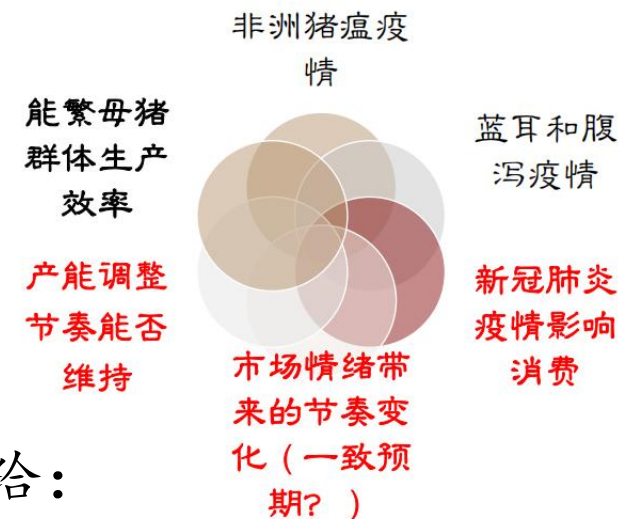 非洲猪瘟疫
情
能繁母猪
群体生产
效率
蓝耳和腹
泻疫情
产能调整
节奏能否
维持
新冠肺炎
疫情影响
消费
市场情绪带
来的节奏变
化（一致预
期？）
：